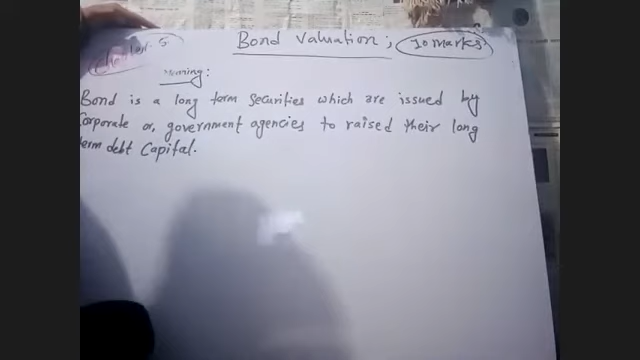 Chapter. 5
Bond Valuation; 10 marks
Meaning:
Bond is a long term securities which are issued by
Corporate or, government agencies to raised their long
term debt Capital.